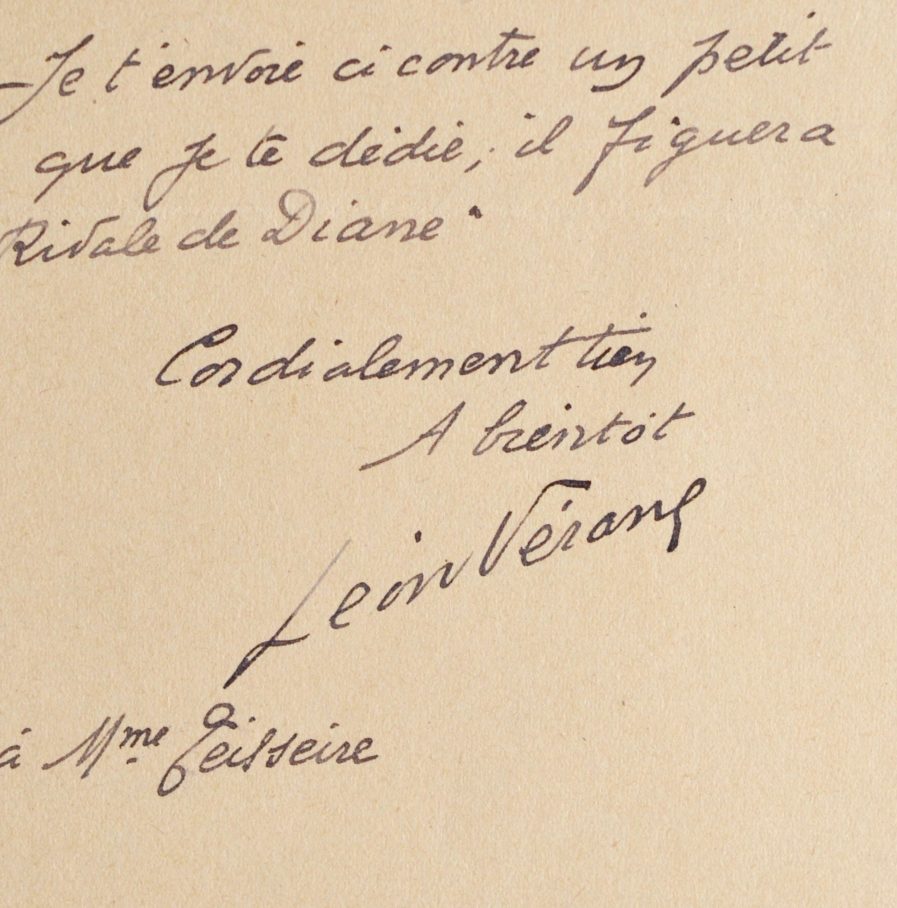 — Je t'envoie ci contre un petit
que je te dédie, il figurera
Rivale de Diane"
Cordialement tien
A bientôt
Léon Vérane
à Mme Teisseire